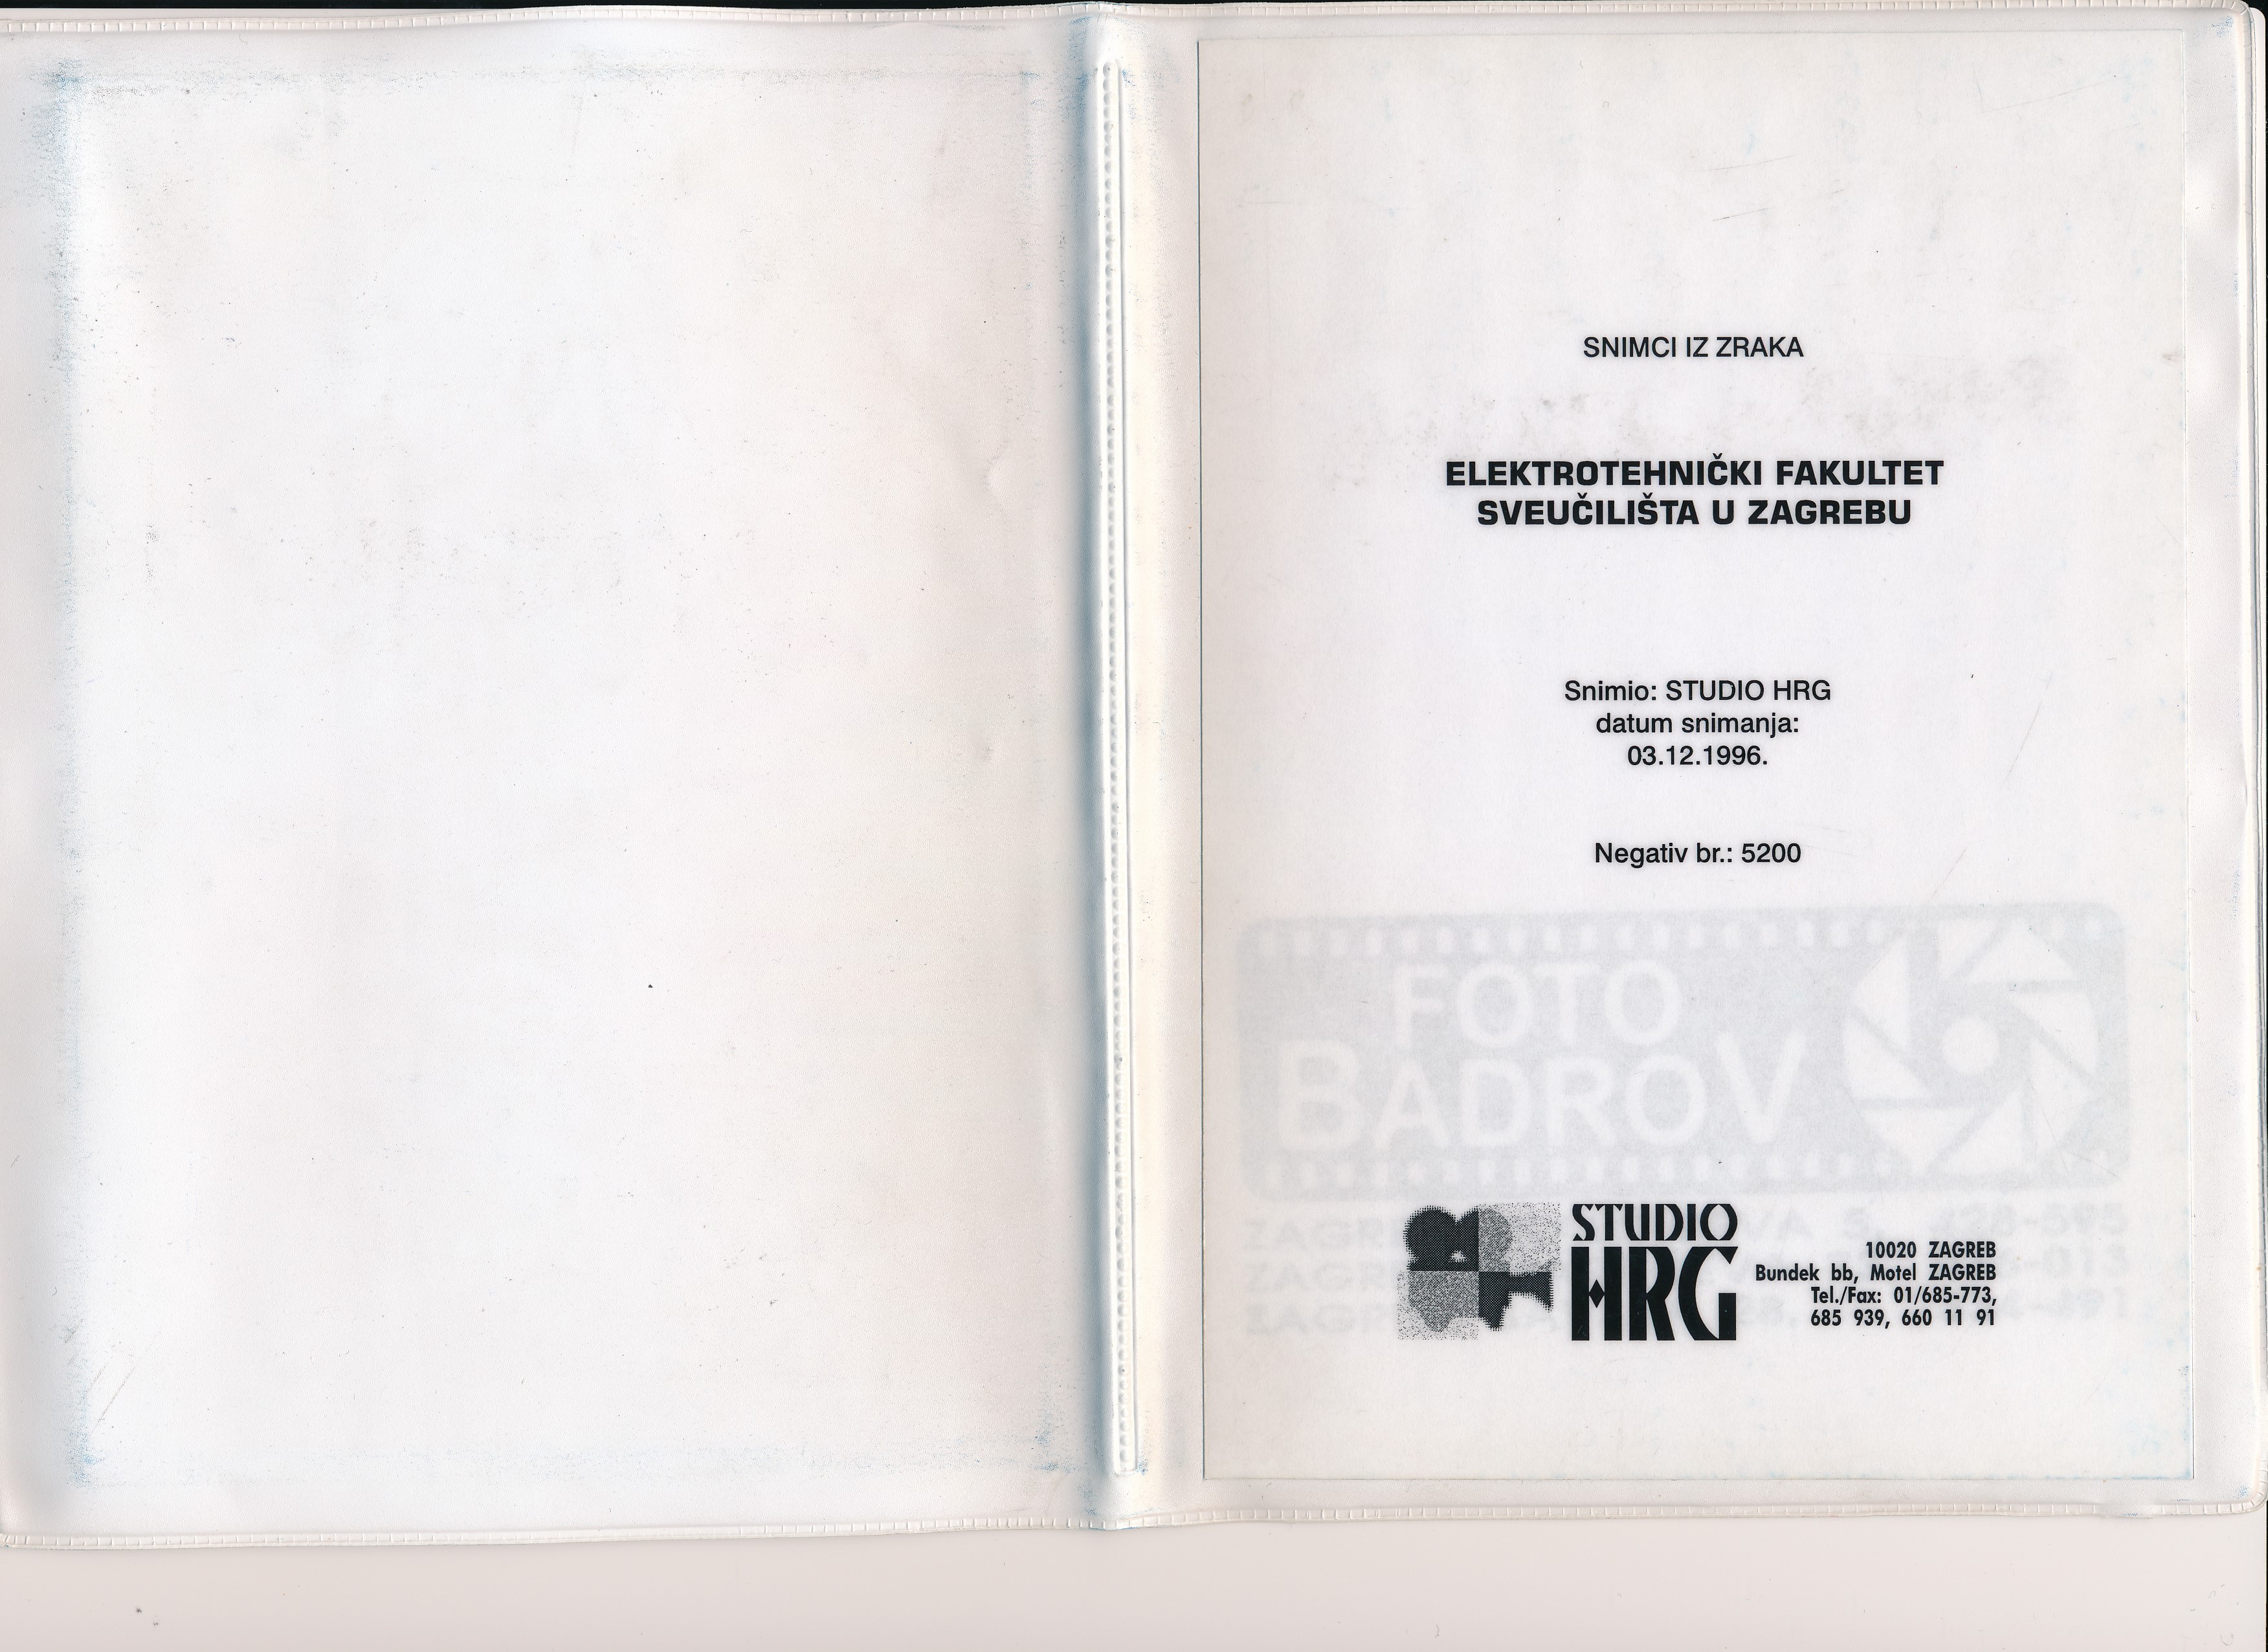 SNIMCI IZ ZRAKA
ELEKTROTEHNIČKI FAKULTET
SVEUČILIŠTA U ZAGREBU
Snimio: STUDIO HRG
datum snimanja:
03.12.1996.
Negativ br.: 5200
FOTO
BADROV
STUDIO
HRG
10020 ZAGREB
Bundek bb, Motel ZAGREB
Tel./Fax: 01/685-773,
685 939, 660 11 91